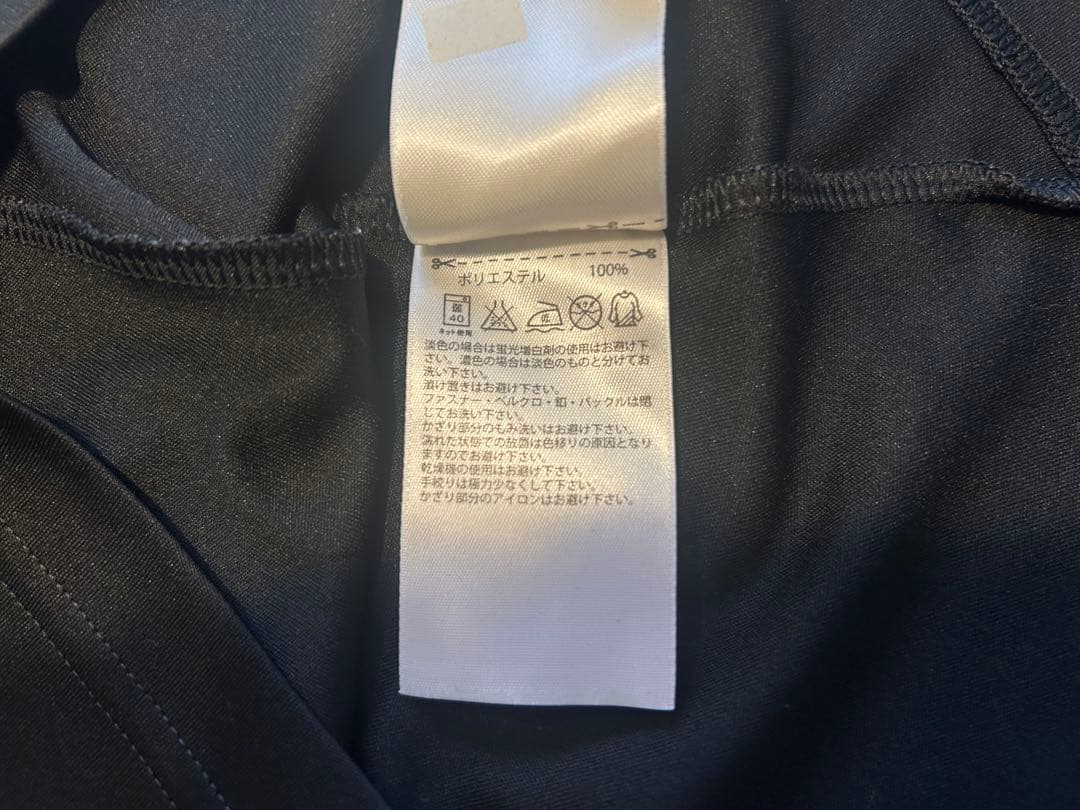 ポリエステル 100%
弱
40
ネット使用
低
淡色の場合は蛍光増白剤の使用はお避け下
さい。濃色の場合は淡色のものと分けてお
洗い下さい。
漬け置きはお避け下さい。
ファスナー・ベルクロ・釦・バックルは閉
じてお洗い下さい。
かざり部分のもみ洗いはお避け下さい。
濡れた状態での放置は色移りの原因となり
ますのでお避け下さい。
乾燥機の使用はお避け下さい。
手絞りは極力少なくして下さい。
かざり部分のアイロンはお避け下さい。